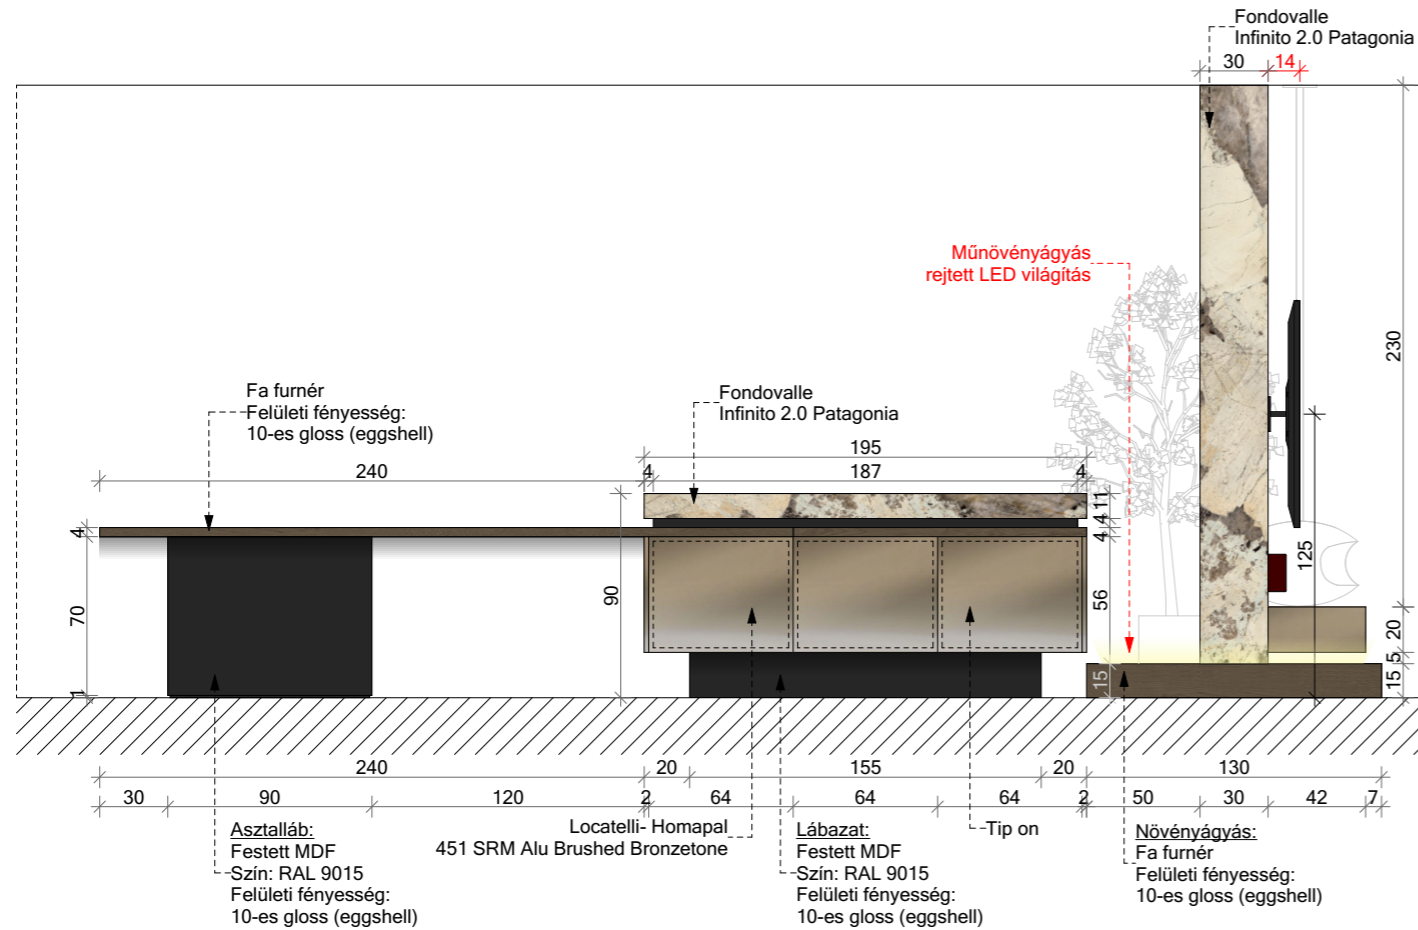 Fondovalle
Infinito 2.0 Patagonia
30
14
Műnövényágyás
rejtett LED világítás
230
Fa furnér
Felületi fényesség:
10-es gloss (eggshell)
Fondovalle
Infinito 2.0 Patagonia
195
240
4
187
4
11
4
4
4
90
56
70
1
15
125
20
5
15
240
20
155
20
130
30
90
120
2
64
64
64
2
50
30
42
7
Asztalláb:
Festett MDF
Szín: RAL 9015
Felületi fényesség:
10-es gloss (eggshell)
Locatelli- Homapal
451 SRM Alu Brushed Bronzetone
Lábazat:
Festett MDF
Szín: RAL 9015
Felületi fényesség:
10-es gloss (eggshell)
Tip on
Növényágyás:
Fa furnér
Felületi fényesség:
10-es gloss (eggshell)